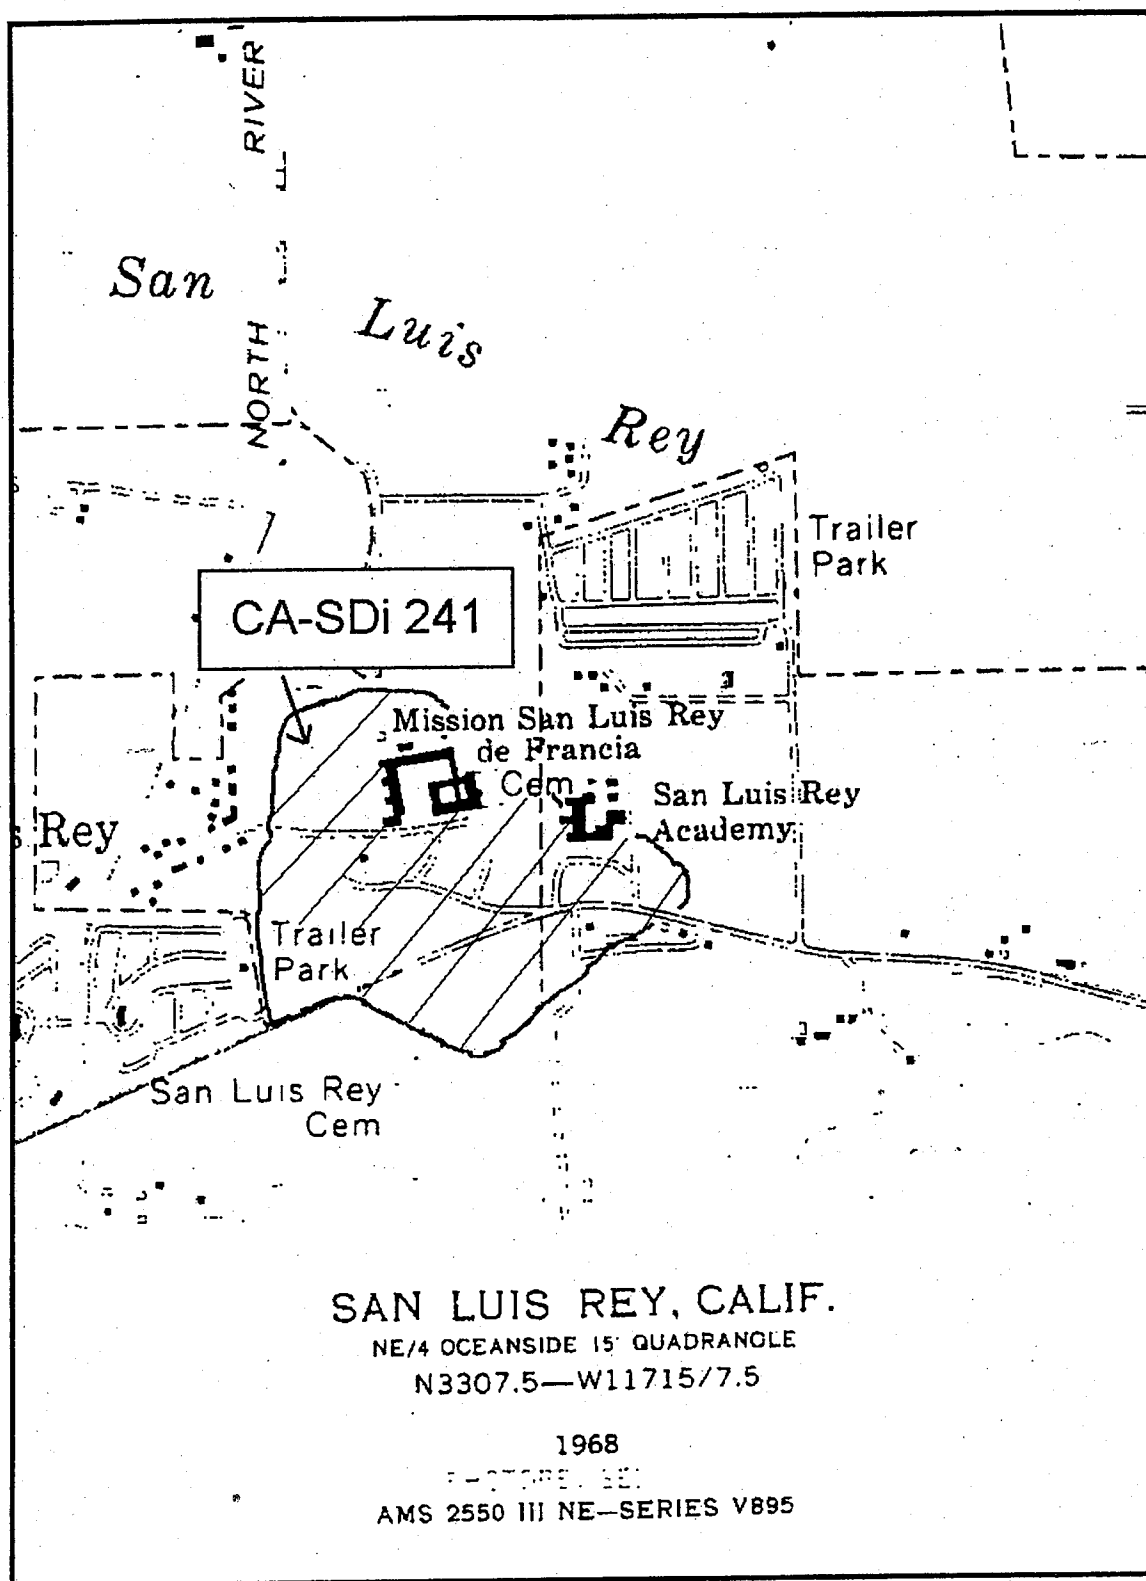 RIVER
NORTH
San
Luis
Rey
Trailer
Park
CA-SDi 241
Mission San Luis Rey
de Francia
Cem
San Luis Rey
Academy
s Rey
Trailer
Park
San Luis Rey
Cem
SAN LUIS REY, CALIF.
NE/4 OCEANSIDE 15' QUADRANGLE
N3307.5—W11715/7.5
1968
AMS 2550 III NE—SERIES V895